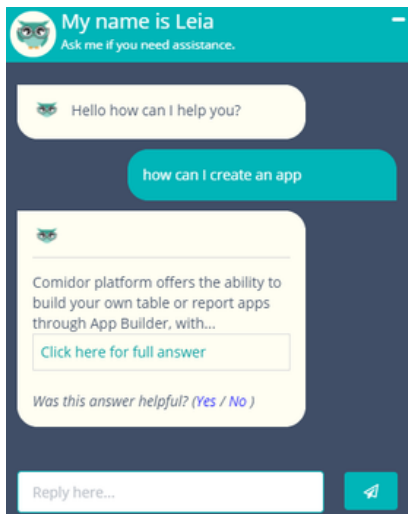 My name is Leia
Ask me if you need assistance.
Hello how can I help you?
how can I create an app
Comidor platform offers the ability to
build your own table or report apps
through App Builder, with...
Click here for full answer
Was this answer helpful? (Yes / No )
Reply here...